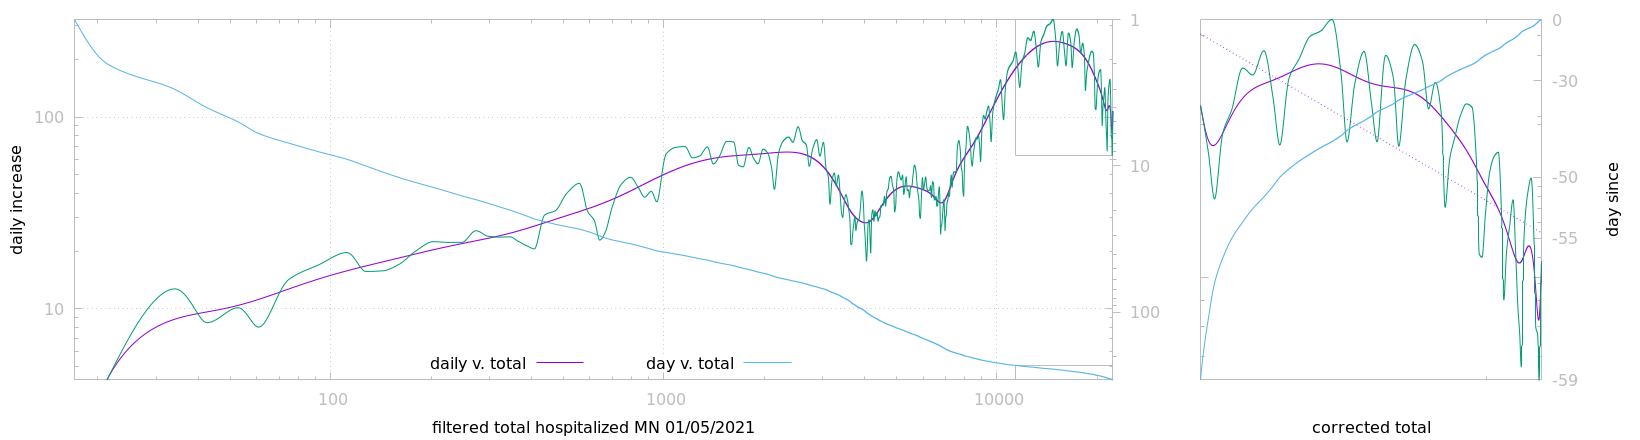 daily increase
100
10
daily v. total
day v. total
100
1000
10000
filtered total hospitalized MN 01/05/2021
1
10
100
0
-30
-50
-55
-59
day since
corrected total